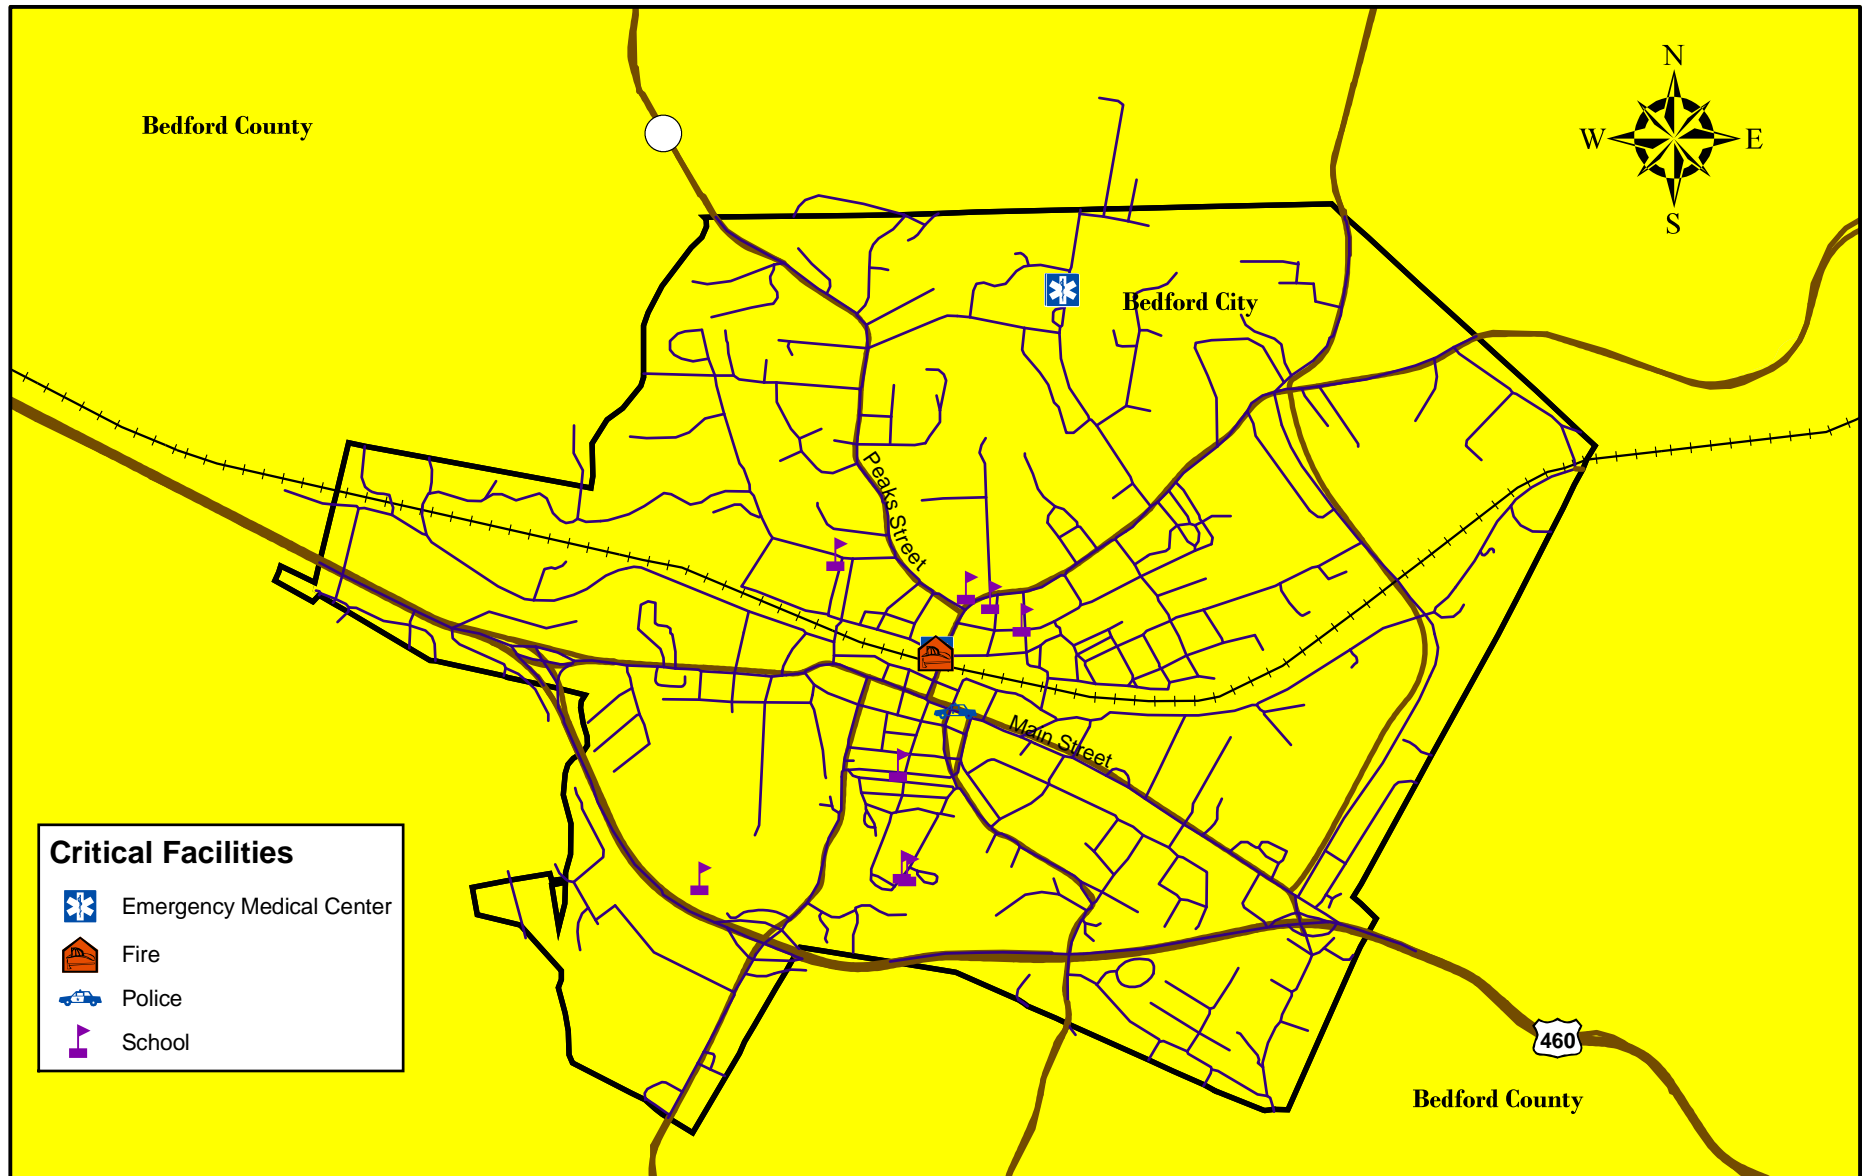 N
Bedford County
W
E
S
Bedford City
Peaks Street
Main Street
Critical Facilities
Emergency Medical Center
Fire
Police
School
460
Bedford County